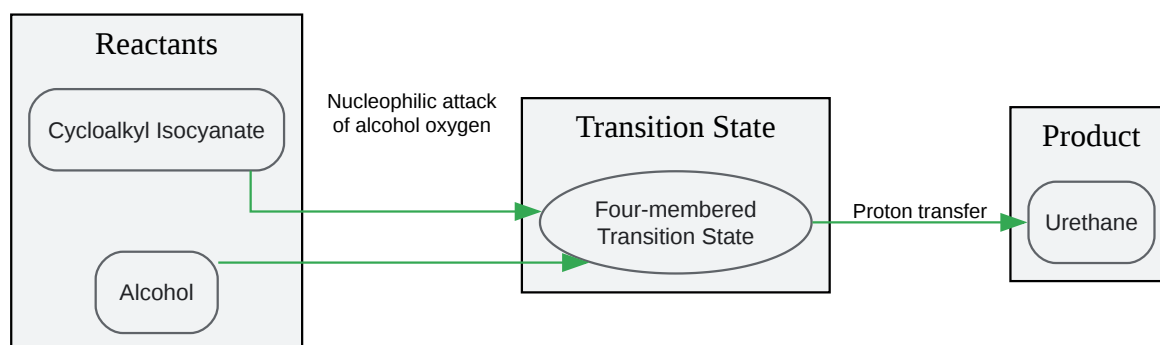 Reactants
Cycloalkyl Isocyanate
Alcohol
Nucleophilic attack
of alcohol oxygen
Transition State
Four-membered
Transition State
Proton transfer
Product
Urethane